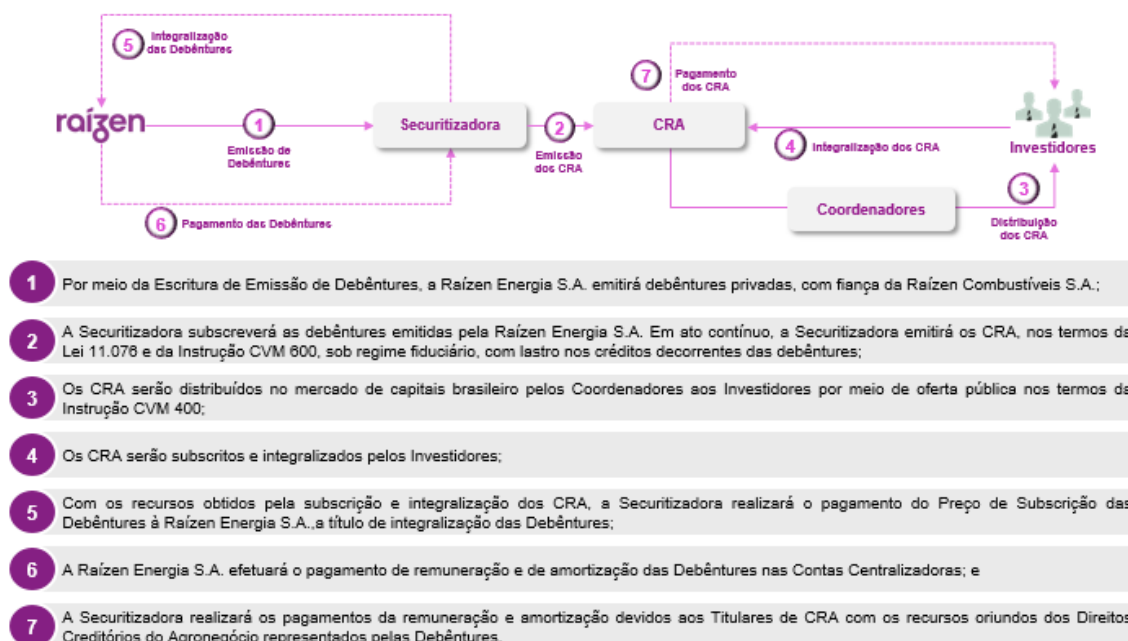 5
Integralização
das Debêntures
raízen
1
Emissão de
Debêntures
Securitizadora
2
Emissão
dos CRA
CRA
7
Pagamento
dos CRA
4
Integralização dos CRA
Investidores
Coordenadores
3
Distribuição
dos CRA
6
Pagamento das Debêntures
1
Por meio da Escritura de Emissão de Debêntures, a Raízen Energia S.A. emitirá debêntures privadas, com fiança da Raízen Combustíveis S.A.;
2
A Securitizadora subscreverá as debêntures emitidas pela Raízen Energia S.A. Em ato contínuo, a Securitizadora emitirá os CRA, nos termos da
Lei 11.076 e da Instrução CVM 600, sob regime fiduciário, com lastro nos créditos decorrentes das debêntures;
3
Os CRA serão distribuídos no mercado de capitais brasileiro pelos Coordenadores aos Investidores por meio de oferta pública nos termos da
Instrução CVM 400;
4
Os CRA serão subscritos e integralizados pelos Investidores;
5
Com os recursos obtidos pela subscrição e integralização dos CRA, a Securitizadora realizará o pagamento do Preço de Subscrição das
Debêntures à Raízen Energia S.A.,a título de integralização das Debêntures;
6
A Raízen Energia S.A. efetuará o pagamento de remuneração e de amortização das Debêntures nas Contas Centralizadoras; e
7
A Securitizadora realizará os pagamentos da remuneração e amortização devidos aos Titulares de CRA com os recursos oriundos dos Direitos
Creditórios do Agronegócio representados pelas Debêntures.